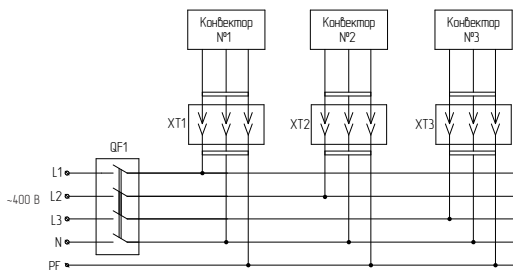 Конвектор
№1
Конвектор
№2
Конвектор
№3
XT1
XT2
XT3
QF1
L1
L2
~400 В
L3
N
PE